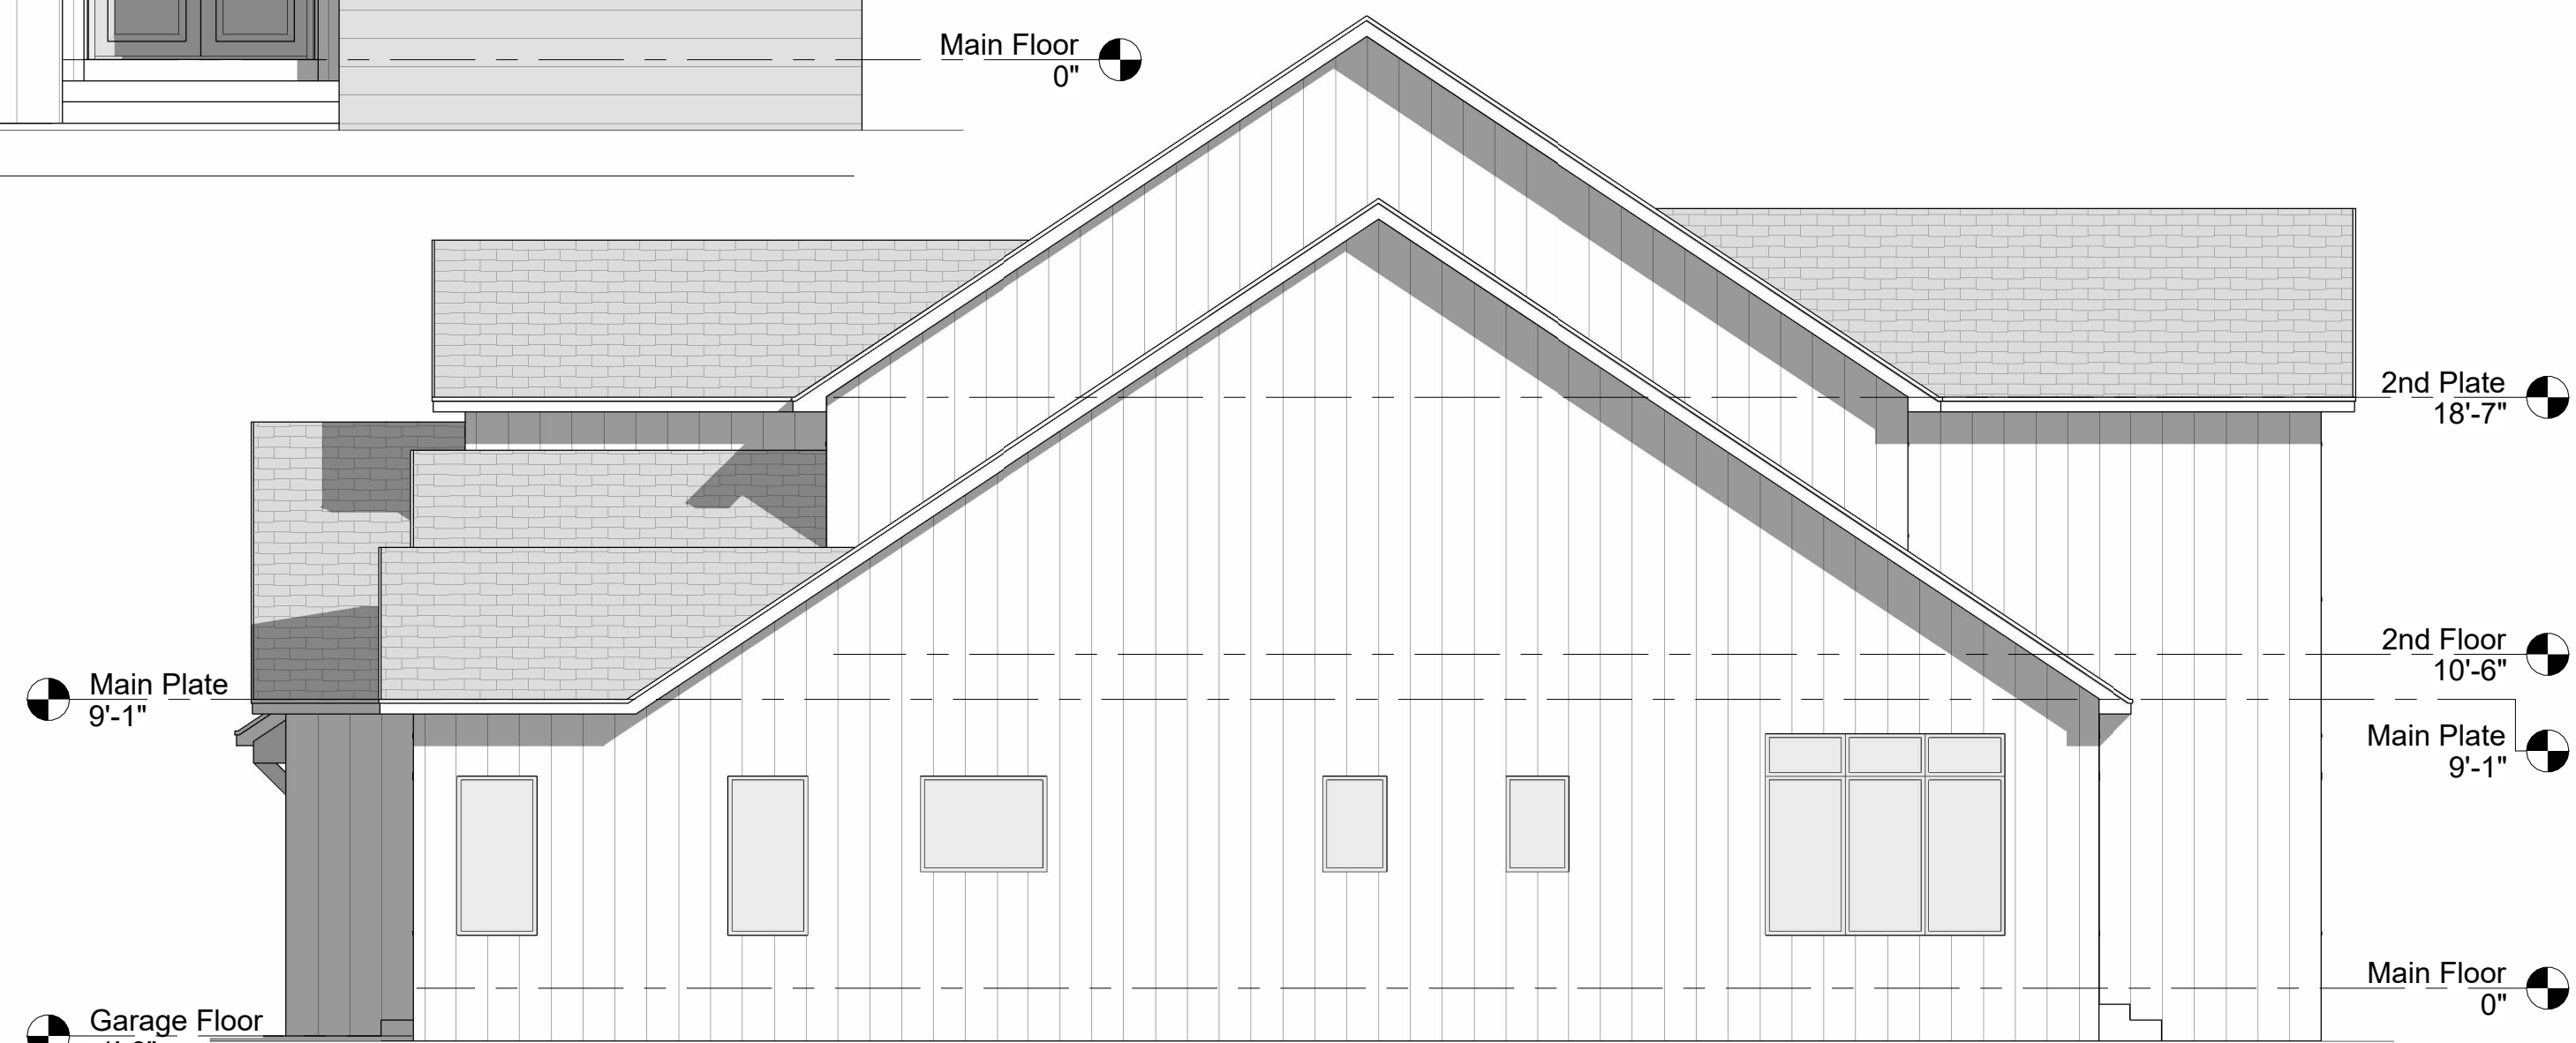 Main Floor
0"
2nd Plate
18'-7"
2nd Floor
10'-6"
Main Plate
9'-1"
Main Plate
9'-1"
Main Floor
0"
Garage Floor